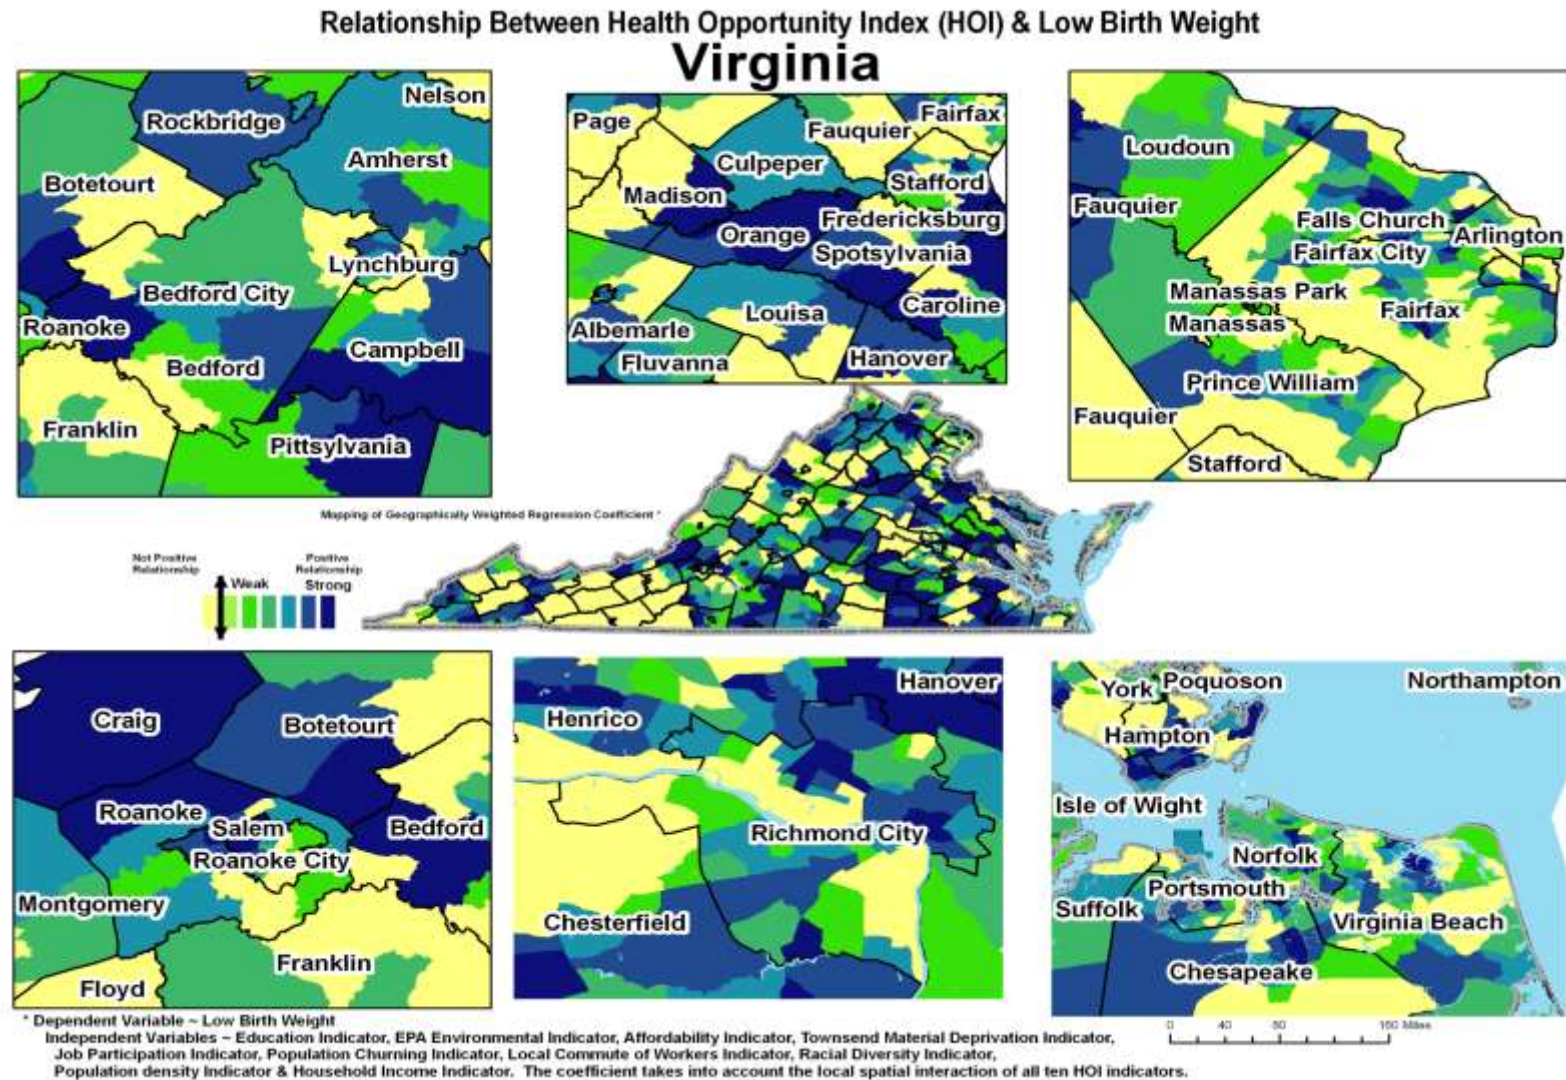 Relationship Between Health Opportunity Index (HOI) & Low Birth Weight
Virginia
Nelson
Rockbridge
Amherst
Botetourt
Lynchburg
Bedford City
Roanoke
Campbell
Bedford
Franklin
Pittsylvania
Page
Fauquier
Fairfax
Culpeper
Madison
Stafford
Fredericksburg
Orange
Spotsylvania
Caroline
Louisa
Albemarle
Fluvanna
Hanover
Loudoun
Fauquier
Falls Church
Arlington
Fairfax City
Manassas Park
Fairfax
Manassas
Prince William
Fauquier
Stafford
Mapping of Geographically Weighted Regression Coefficient *
Not Positive Positive
Relationship Relationship
Weak Strong
Craig
Botetourt
Roanoke
Salem
Bedford
Roanoke City
Montgomery
Franklin
Floyd
Hanover
Henrico
Richmond City
Chesterfield
York Poquoson
Northampton
Hampton
Isle of Wight
Norfolk
Portsmouth
Suffolk
Virginia Beach
Chesapeake
0 40 80 160 Miles
* Dependent Variable ~ Low Birth Weight
Independent Variables ~ Education Indicator, EPA Environmental Indicator, Affordability Indicator, Townsend Material Deprivation Indicator,
Job Participation Indicator, Population Churning Indicator, Local Commute of Workers Indicator, Racial Diversity Indicator,
Population density Indicator & Household Income Indicator. The coefficient takes into account the local spatial interaction of all ten HOI indicators.